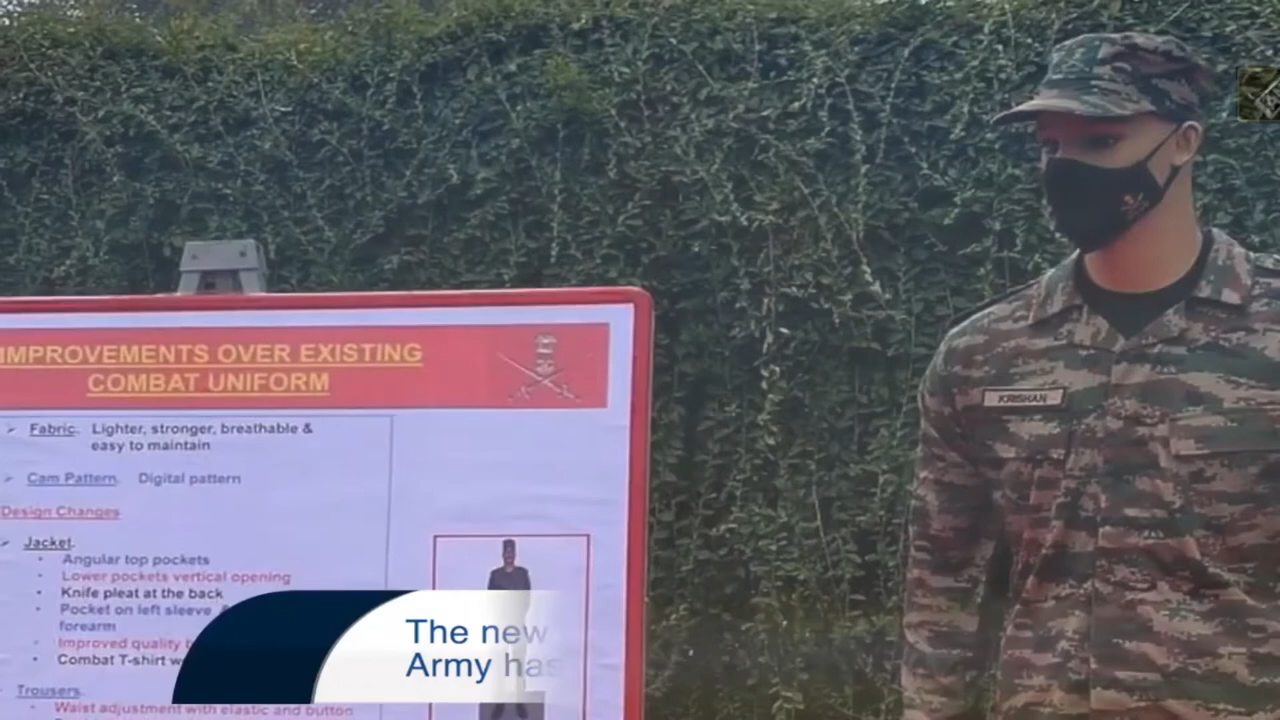 IMPROVEMENTS OVER EXISTING
COMBAT UNIFORM
Fabric. Lighter, stronger, breathable &
easy to maintain
Cam Pattern. Digital pattern
Design Changes
Jacket.
Angular top pockets
Lower pockets vertical opening
Knife pleat at the back
Pocket on left sleeve &
forearm
Improved quality
Combat T-shirt
Trousers.
Waist adjustment with elastic and button
KRISHAN
The new
Army has